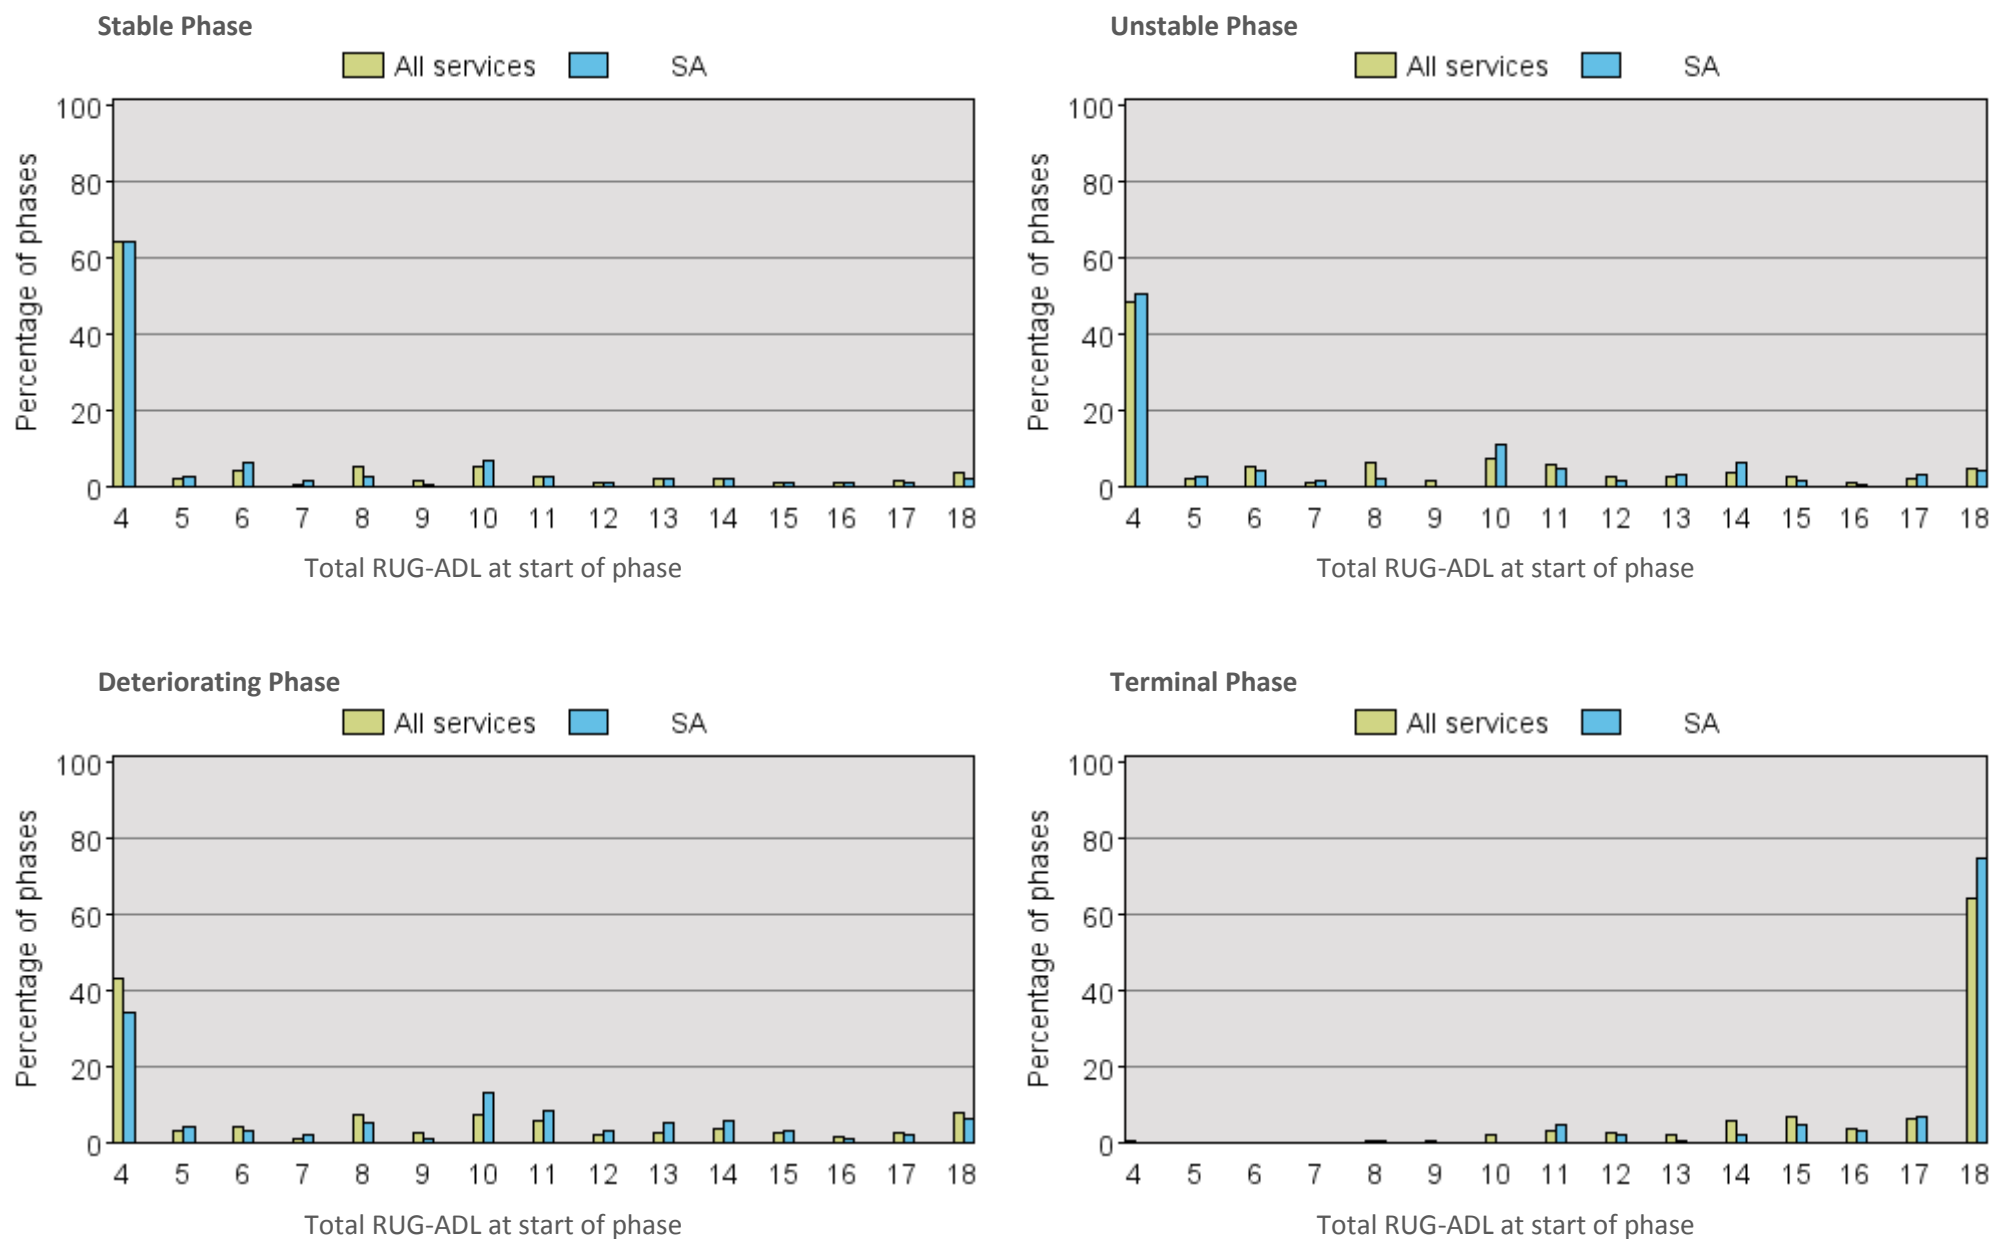 Stable Phase
All services SA
Percentage of phases
100
80
60
40
20
0
4 5 6 7 8 9 10 11 12 13 14 15 16 17 18
Total RUG-ADL at start of phase
Unstable Phase
All services SA
Percentage of phases
100
80
60
40
20
0
4 5 6 7 8 9 10 11 12 13 14 15 16 17 18
Total RUG-ADL at start of phase
Deteriorating Phase
All services SA
Percentage of phases
100
80
60
40
20
0
4 5 6 7 8 9 10 11 12 13 14 15 16 17 18
Total RUG-ADL at start of phase
Terminal Phase
All services SA
Percentage of phases
100
80
60
40
20
0
4 5 6 7 8 9 10 11 12 13 14 15 16 17 18
Total RUG-ADL at start of phase